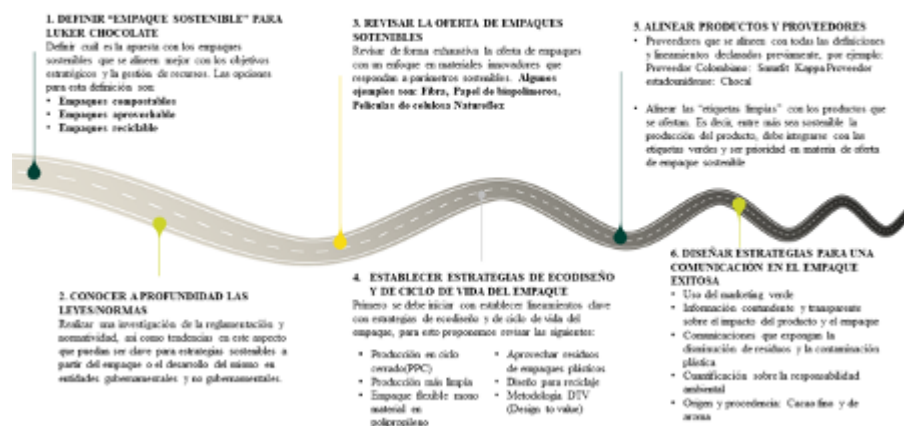 1. DEFINIR “EMPAQUE SOSTENIBLE” PARA
LUKER CHOCOLATE
Definir cuál es la apuesta con los empaques
sostenibles que se alineen mejor con los objetivos
estratégicos y la gestión de recursos. Las opciones
para esta definición son:
• Empaques compostables
• Empaques aprovechable
• Empaques reciclable
2. CONOCER A PROFUNDIDAD LAS
LEYES/NORMAS
Realizar una investigación de la reglamentación y
normatividad, así como tendencias en este aspecto
que puedan ser clave para estrategias sostenibles a
partir del empaque o el desarrollo del mismo en
entidades gubernamentales y no gubernamentales.
3. REVISAR LA OFERTA DE EMPAQUES
SOTENIBLES
Revisar de forma exhaustiva la oferta de empaques
con un enfoque en materiales innovadores que
respondan a parámetros sostenibles. Algunos
ejemplos son: Fibra, Papel de biopolímeros,
Películas de celulosa Natureflex
4. ESTABLECER ESTRATEGIAS DE ECODISEÑO
Y DE CICLO DE VIDA DEL EMPAQUE
Primero se debe iniciar con establecer lineamientos clave
con estrategias de ecodiseño y de ciclo de vida del
empaque, para esto proponemos revisar las siguientes:
• Producción en ciclo
cerrado(PPC)
• Producción más limpia
• Empaque flexible mono
material en
polipropileno
• Aprovechar residuos
de empaques plásticos
• Diseño para reciclaje
• Metodología DTV
(Design to value)
5. ALINEAR PRODUCTOS Y PROVEEDORES
• Proveedores que se alineen con todas las definiciones
y lineamientos declarados previamente, por ejemplo:
Proveedor Colombiano: Smurfit Kappa Proveedor
estadounidense: Chocal
• Alinear las “etiquetas limpias” con los productos que
se ofertan. Es decir, entre más sea sostenible la
producción del producto, debe integrarse con las
etiquetas verdes y ser prioridad en materia de oferta
de empaque sostenible
6. DISEÑAR ESTRATEGIAS PARA UNA
COMUNICACIÓN EN EL EMPAQUE
EXITOSA
• Uso del marketing verde
• Información contundente y transparente
sobre el impacto del producto y el empaque
• Comunicaciones que expongan la
disminución de residuos y la contaminación
plástica
• Cuantificación sobre la responsabilidad
ambiental
• Origen y procedencia: Cacao fino y de
aroma